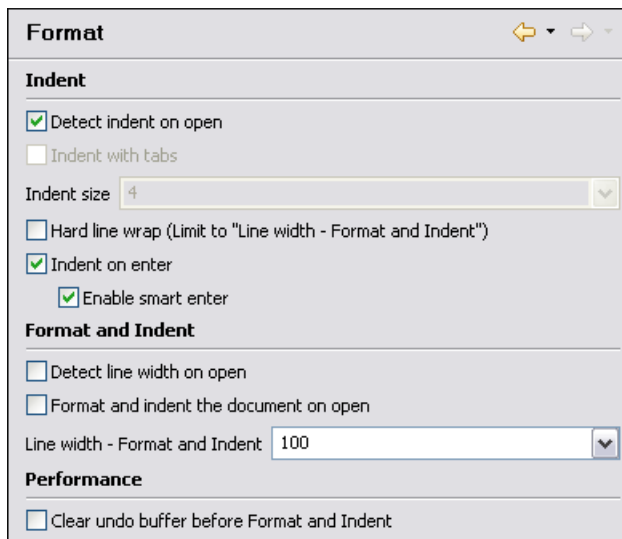 Format
Indent
Detect indent on open
Indent with tabs
Indent size 4
Hard line wrap (Limit to "Line width - Format and Indent")
Indent on enter
Enable smart enter
Format and Indent
Detect line width on open
Format and indent the document on open
Line width - Format and Indent 100
Performance
Clear undo buffer before Format and Indent